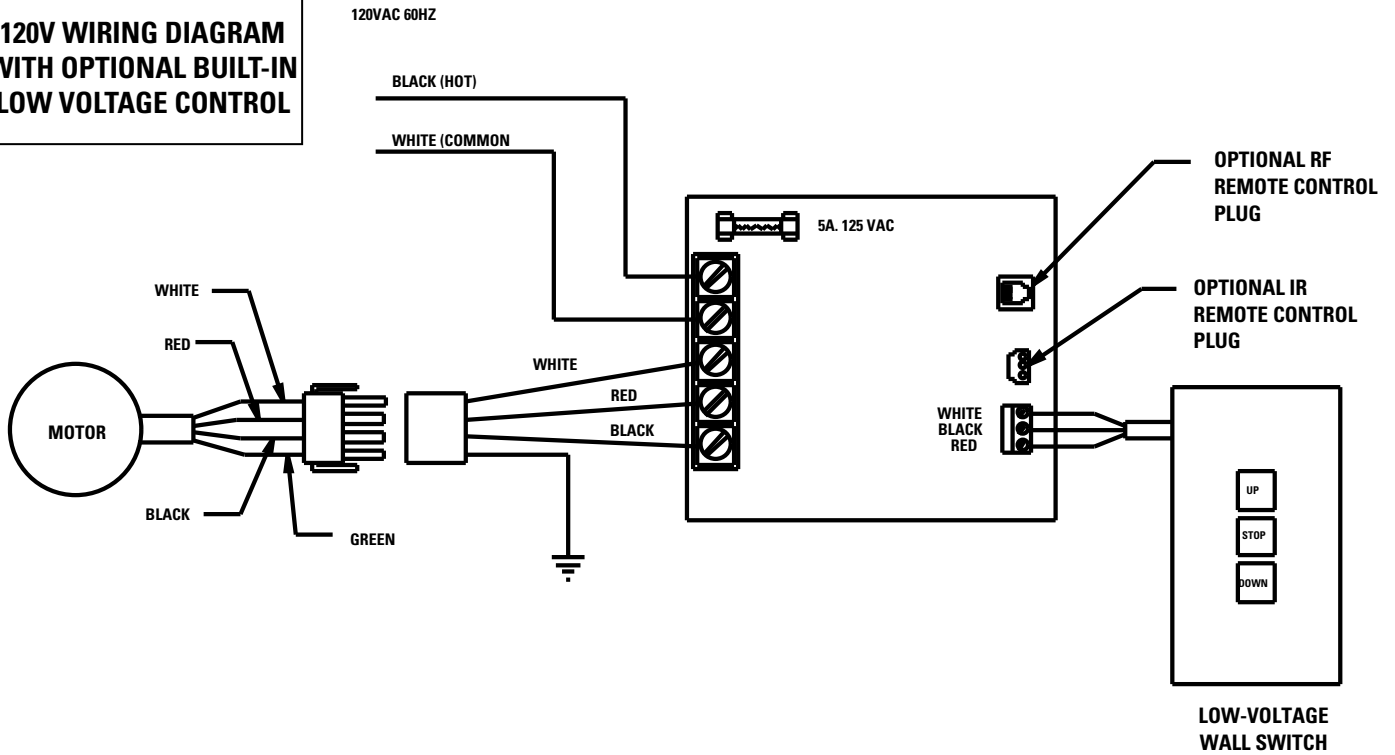 120V WIRING DIAGRAM
WITH OPTIONAL BUILT-IN
LOW VOLTAGE CONTROL
120VAC 60HZ
BLACK (HOT)
WHITE (COMMON
OPTIONAL RF
REMOTE CONTROL
PLUG
5A. 125 VAC
OPTIONAL IR
REMOTE CONTROL
PLUG
WHITE
RED
MOTOR
BLACK
GREEN
WHITE
RED
BLACK
WHITE
BLACK
RED
UP
STOP
DOWN
LOW-VOLTAGE
WALL SWITCH